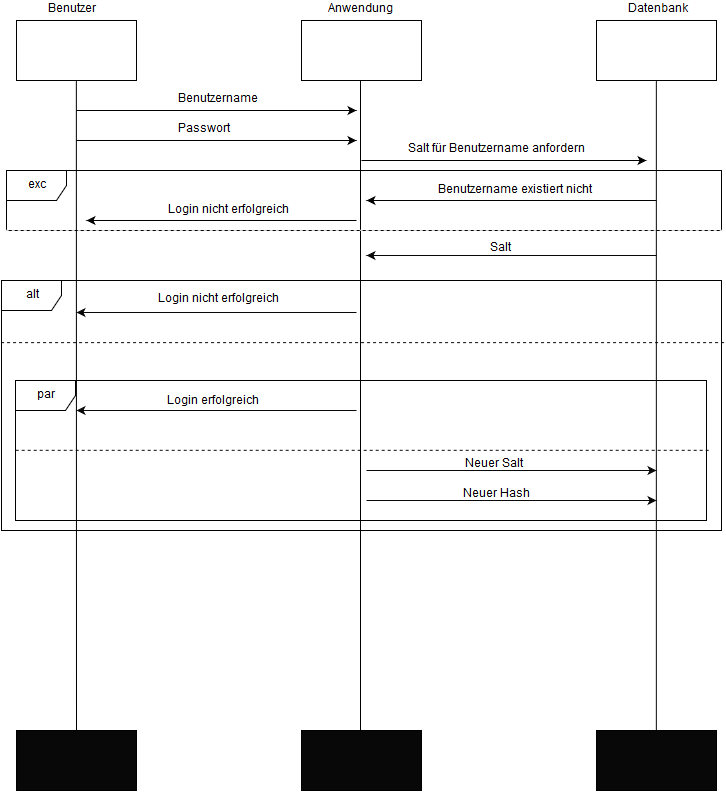 Benutzer
Anwendung
Datenbank
Benutzername
Passwort
Salt für Benutzername anfordern
exc
Benutzername existiert nicht
Login nicht erfolgreich
Salt
alt
Login nicht erfolgreich
par
Login erfolgreich
Neuer Salt
Neuer Hash